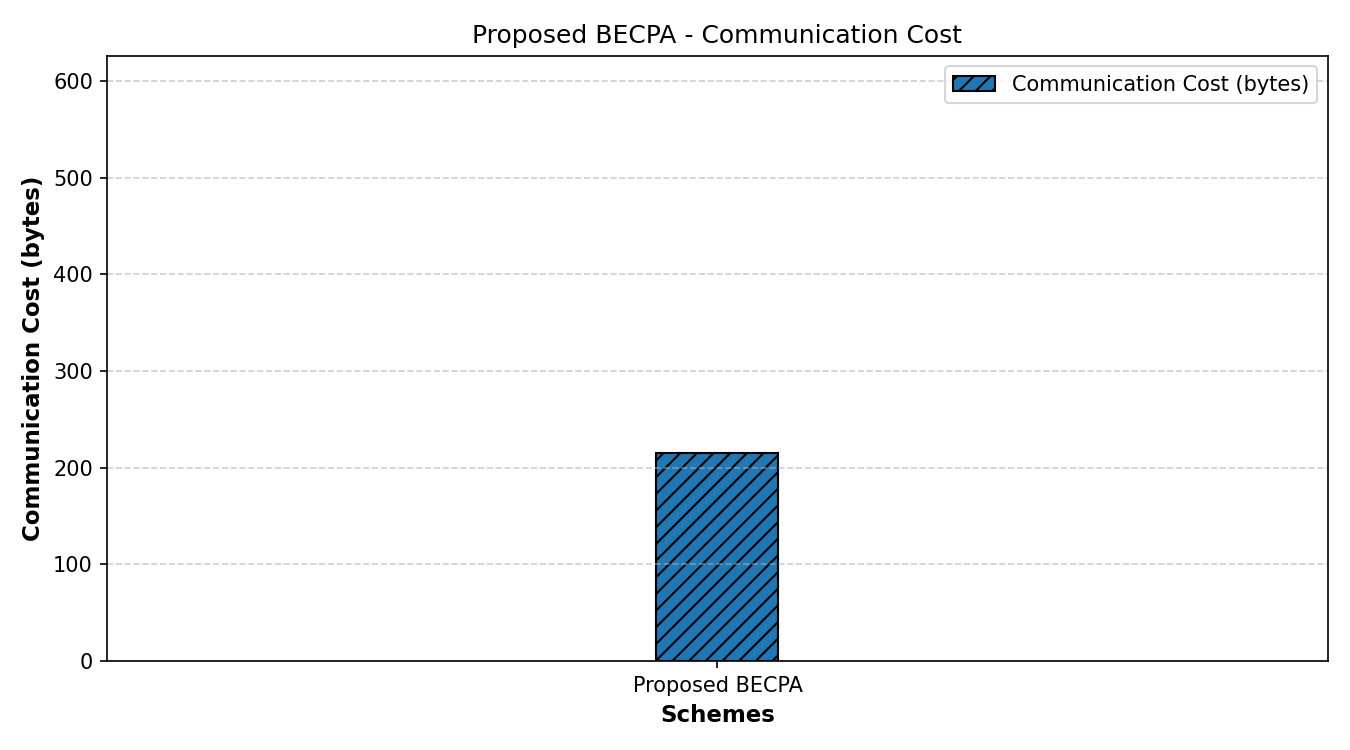 Proposed BECPA - Communication Cost
Communication Cost (bytes)
Communication Cost (bytes)
600
500
400
300
200
100
0
Proposed BECPA
Schemes